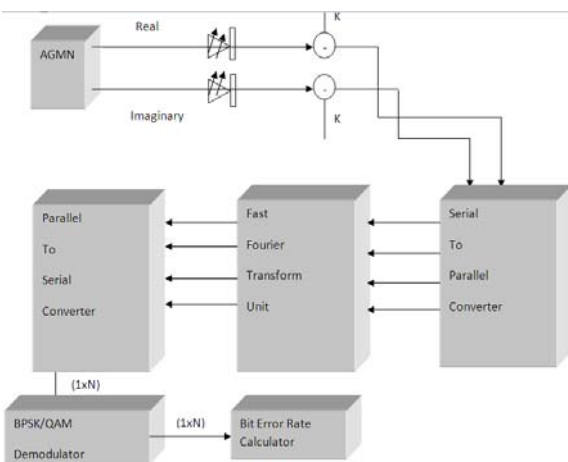 K
Real
AGMN
-
-
Imaginary
K
Parallel
To
Serial
Converter
Fast
Fourier
Transform
Unit
Serial
To
Parallel
Converter
(1xN)
BPSK/QAM
Demodulator
(1xN)
Bit Error Rate
Calculator